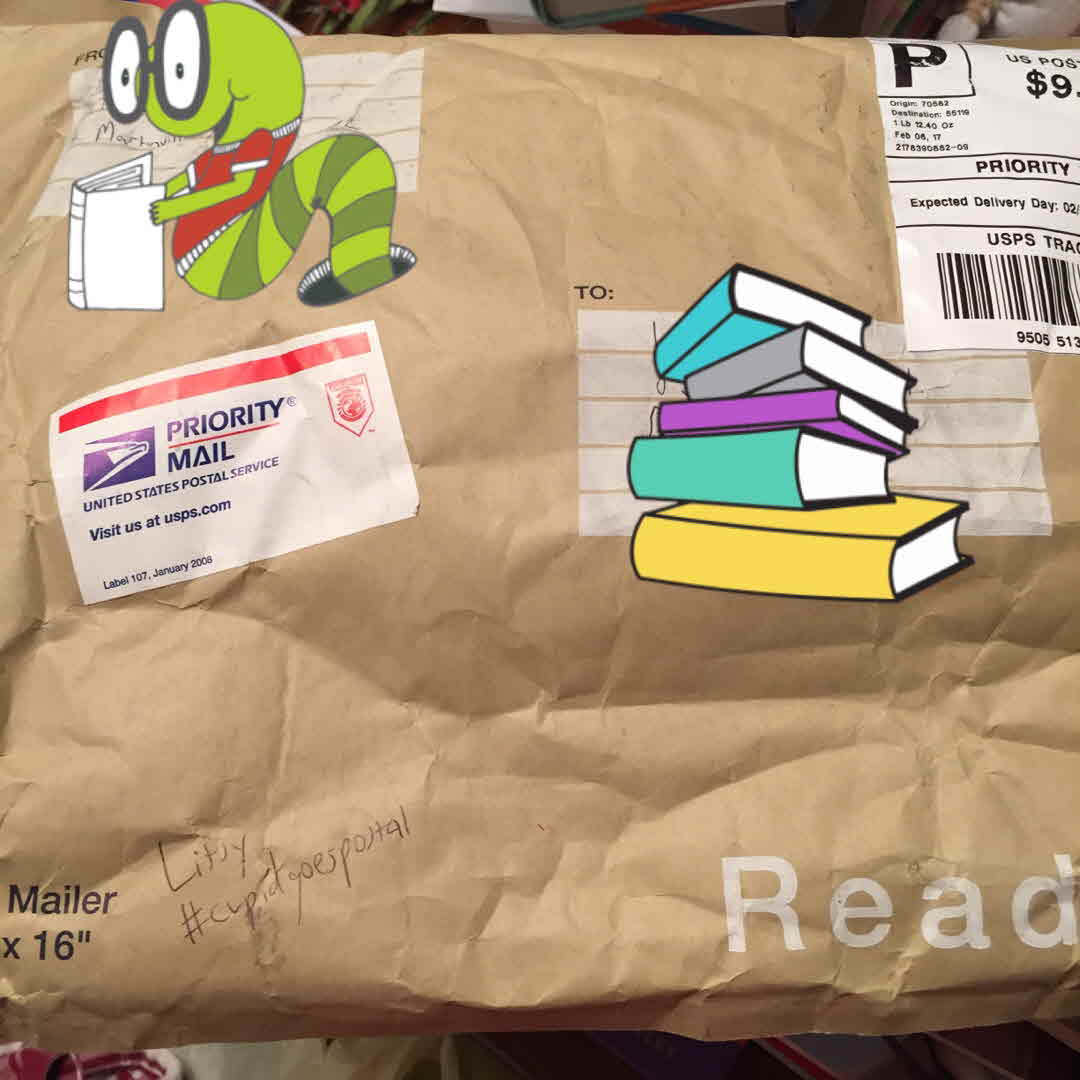 FRO
P
US POS
$9.
Origin: 70582
Destination: 55119
1 Lb 12.40 Oz
Feb 06, 17
2178390882-09
PRIORITY
Expected Delivery Day: 02/
USPS TRAC
9505 513
TO:
PRIORITY®
MAIL
UNITED STATES POSTAL SERVICE
Visit us at usps.com
Label 107, January 2008
Litsy
#cupidgoespostal
Mailer
x 16"
Read